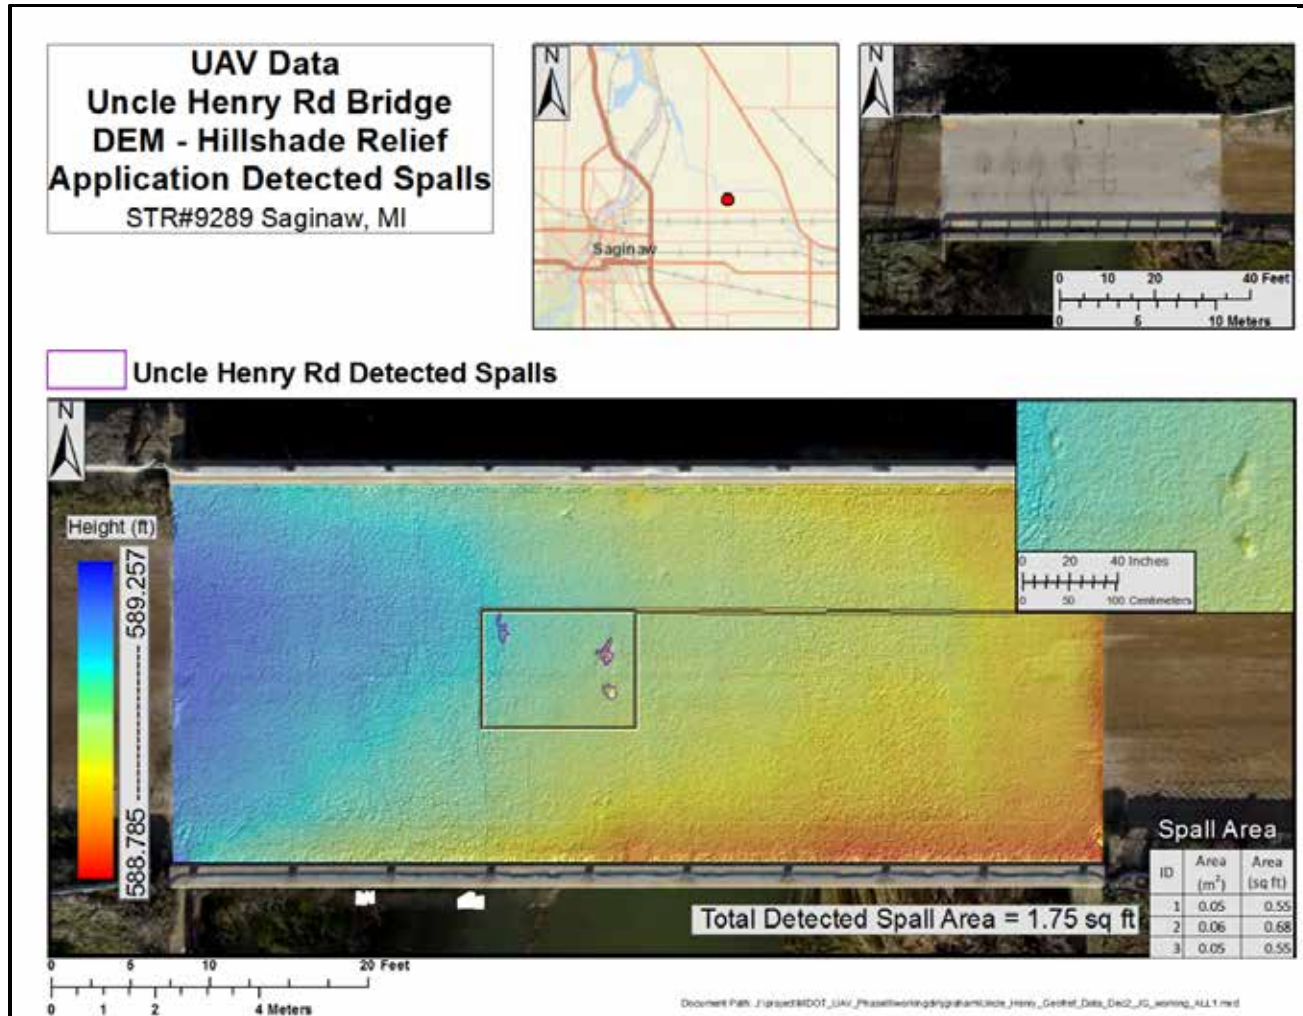 UAV Data
Uncle Henry Rd Bridge
DEM - Hillshade Relief
Application Detected Spalls
STR#9289 Saginaw, MI
N
Saginaw
N
0 10 20 40 Feet
0 5 10 Meters
Uncle Henry Rd Detected Spalls
N
Height (ft)
588.785 ---------------- 589.257
0 20 40 Inches
0 50 100 Centimeters
Spall Area
ID Area (m²) Area (sq ft)
1 0.05 0.55
2 0.06 0.68
3 0.05 0.55
Total Detected Spall Area = 1.75 sq ft
0 5 10 20 Feet
0 1 2 4 Meters
Document Path: